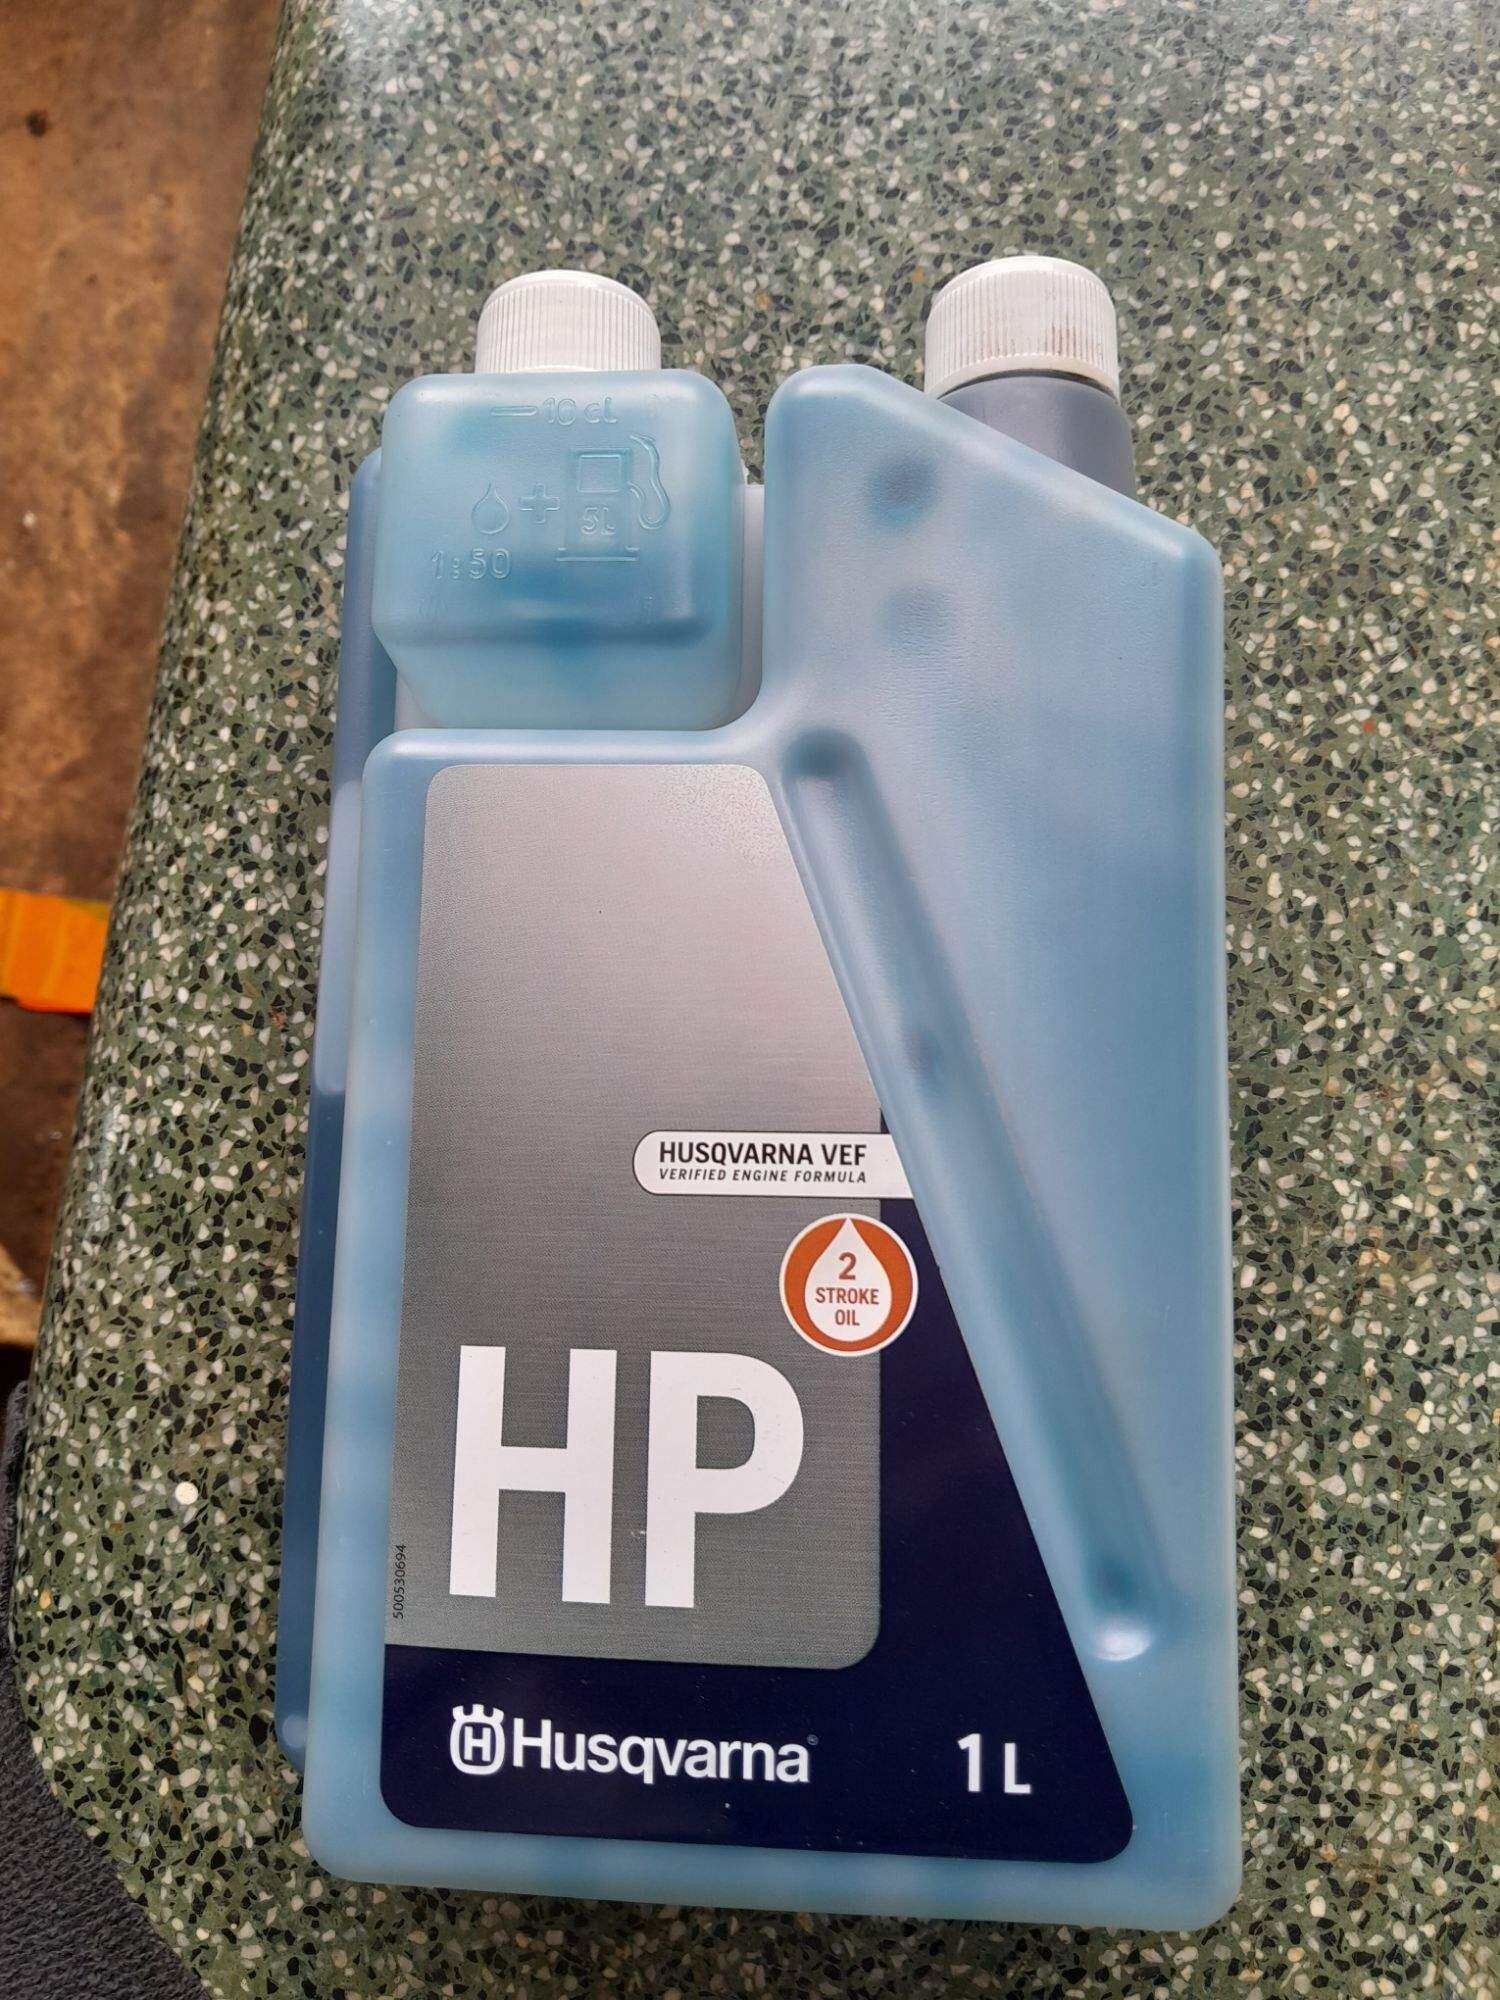 10 cl
5L
1:50
HUSQVARNA VEF
VERIFIED ENGINE FORMULA
2
STROKE
OIL
HP
500530694
H Husqvarna®
1 L